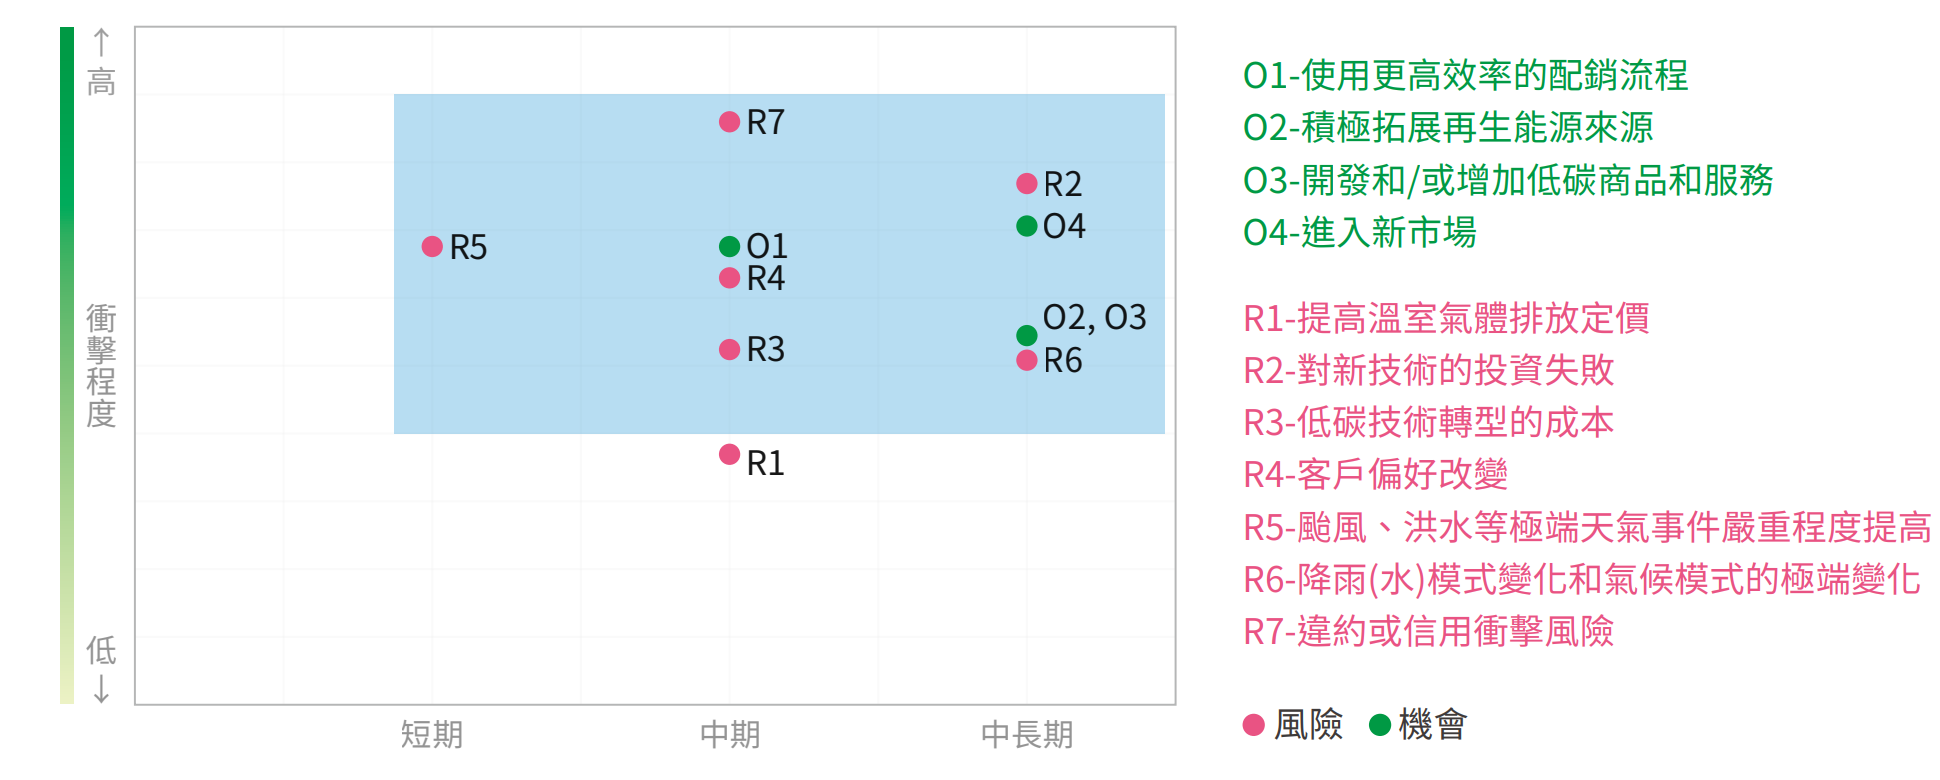 ↑
高
衝擊程度
低
↓
R7
R2
O4
R5
O1
R4
O2, O3
R3
R6
R1
短期
中期
中長期
O1-使用更高效率的配銷流程
O2-積極拓展再生能源來源
O3-開發和/或增加低碳商品和服務
O4-進入新市場
R1-提高溫室氣體排放定價
R2-對新技術的投資失敗
R3-低碳技術轉型的成本
R4-客戶偏好改變
R5-颱風、洪水等極端天氣事件嚴重程度提高
R6-降雨(水)模式變化和氣候模式的極端變化
R7-違約或信用衝擊風險
風險
機會